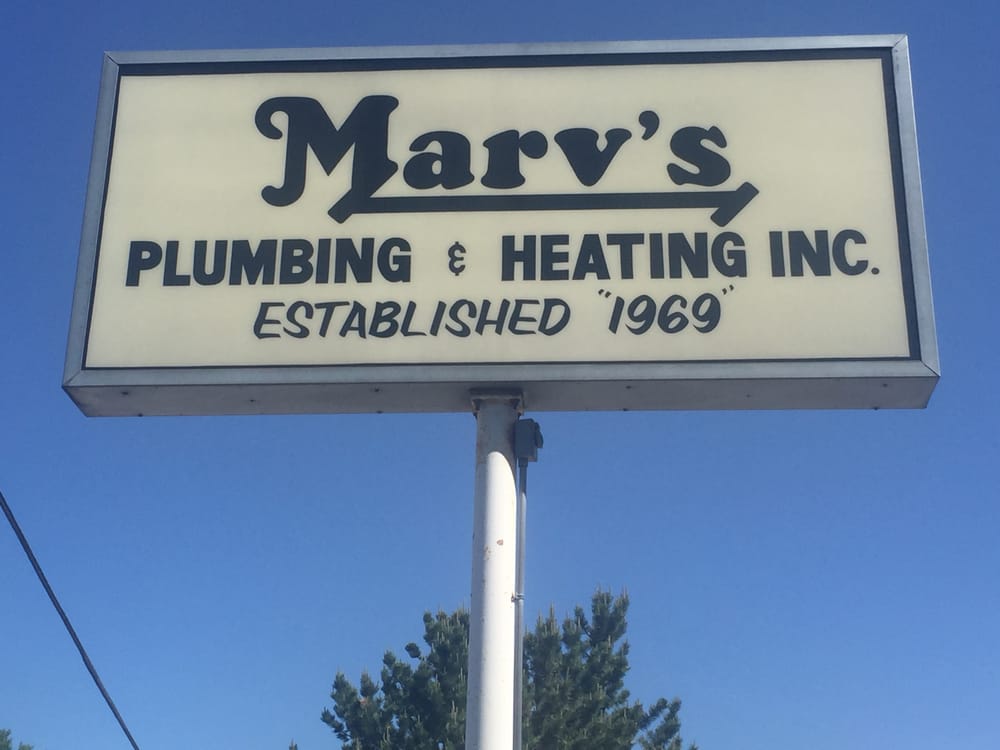 Marv's
PLUMBING & HEATING INC.
ESTABLISHED "1969"